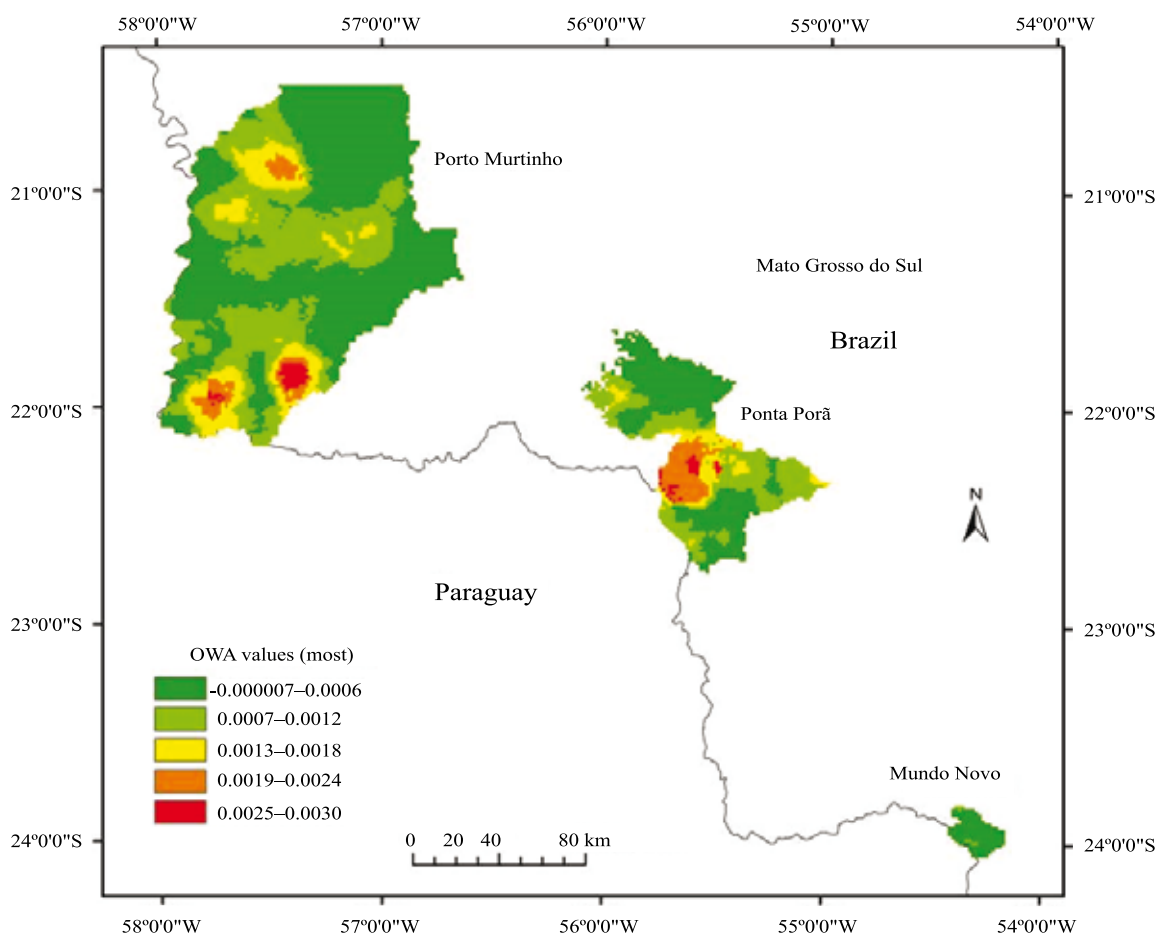 58º0'0"W 57º0'0"W 56º0'0"W 55º0'0"W 54º0'0"W
Porto Murtinho
21º0'0"S 21º0'0"S
Mato Grosso do Sul
Brazil
22º0'0"S 22º0'0"S
Ponta Porã
N
Paraguay
23º0'0"S 23º0'0"S
OWA values (most)
-0.000007–0.0006
0.0007–0.0012
0.0013–0.0018
0.0019–0.0024
0.0025–0.0030
Mundo Novo
0 20 40 80 km
24º0'0"S 24º0'0"S
58º0'0"W 57º0'0"W 56º0'0"W 55º0'0"W 54º0'0"W